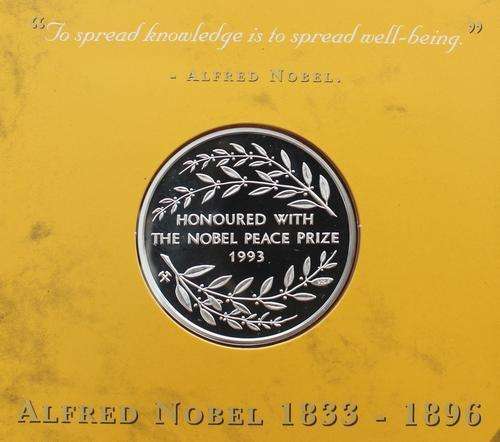 “To spread knowledge is to spread well-being.”
- ALFRED NOBEL.
HONOURED WITH
THE NOBEL PEACE PRIZE
1993
ALFRED NOBEL 1833 - 1896